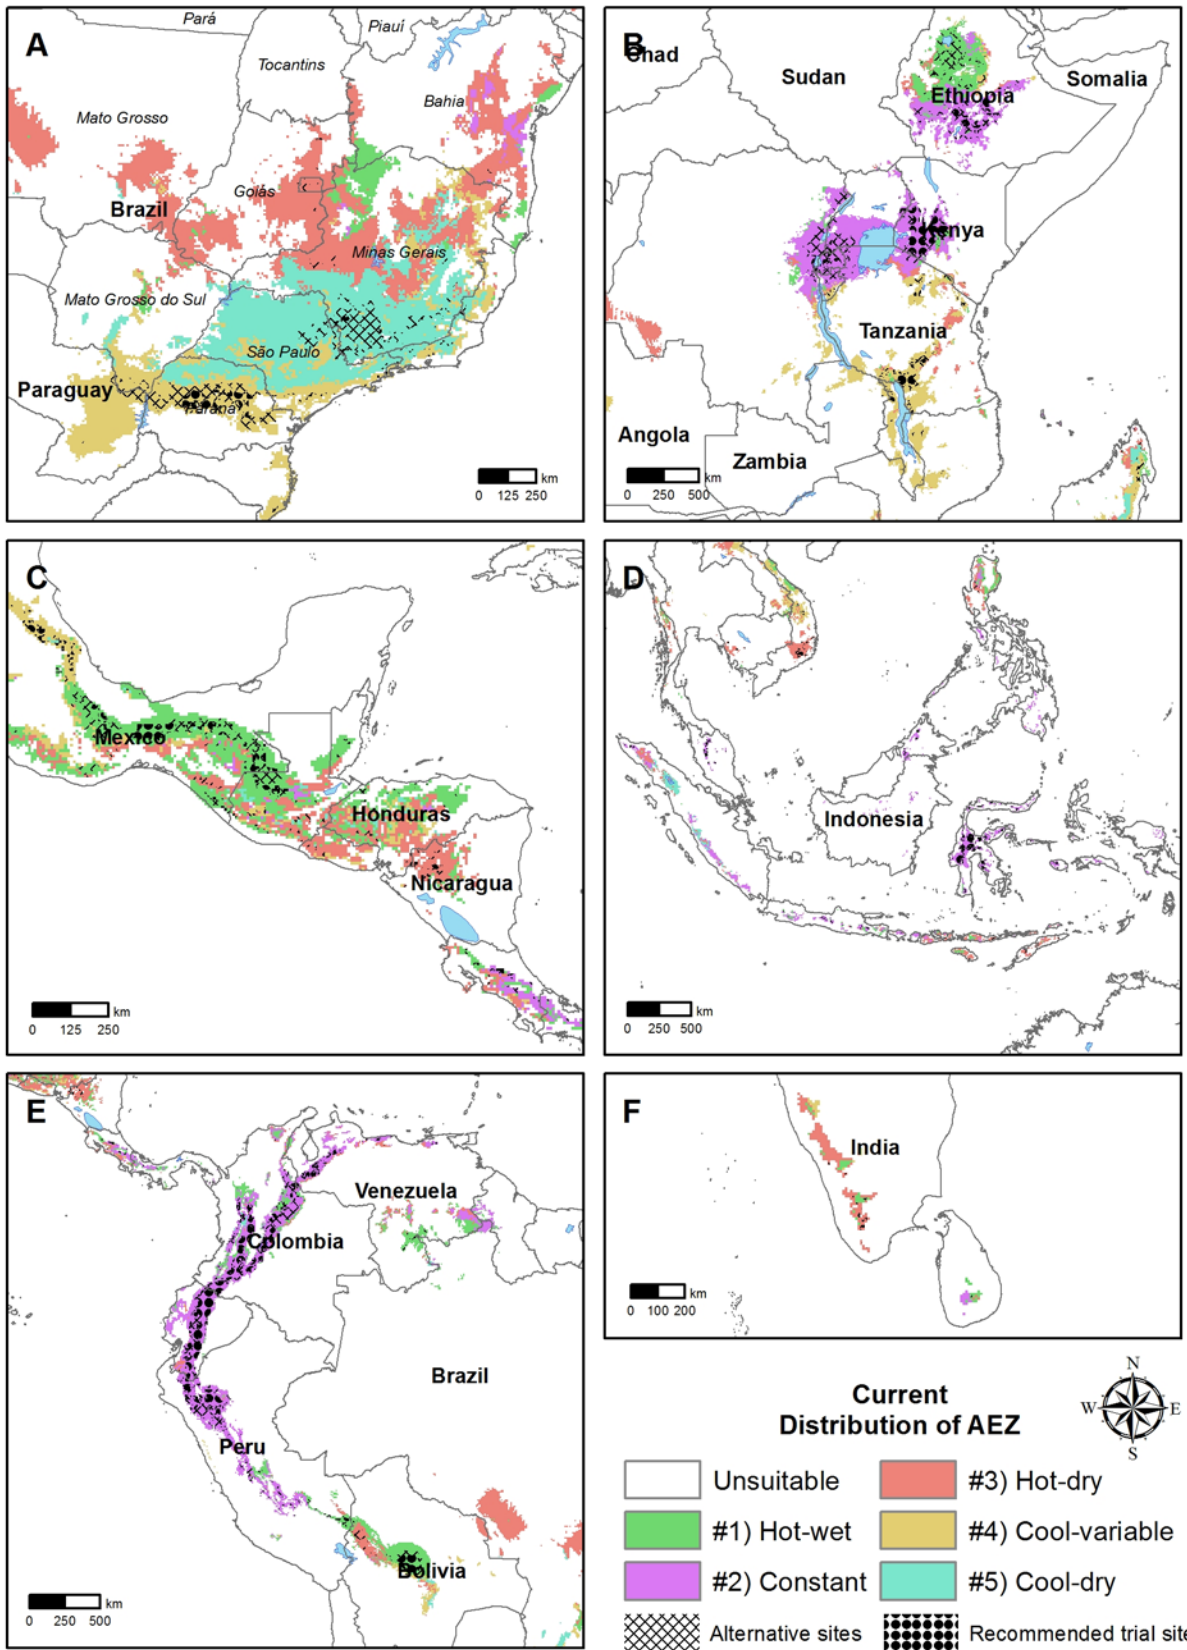 A
Pará
Piauí
Tocantins
Bahia
Mato Grosso
Goiás
Brazil
Minas Gerais
Mato Grosso do Sul
São Paulo
Paraguay
Paraná
0 125 250 km
B
Chad
Sudan
Somalia
Ethiopia
Kenya
Tanzania
Angola
Zambia
0 250 500 km
C
Mexico
Honduras
Nicaragua
0 125 250 km
D
Indonesia
0 250 500 km
E
Venezuela
Colombia
Brazil
Peru
Bolivia
0 250 500 km
F
India
0 100 200 km
Current
Distribution of AEZ
N
W E
S
Unsuitable
#3) Hot-dry
#1) Hot-wet
#4) Cool-variable
#2) Constant
#5) Cool-dry
Alternative sites
Recommended trial site